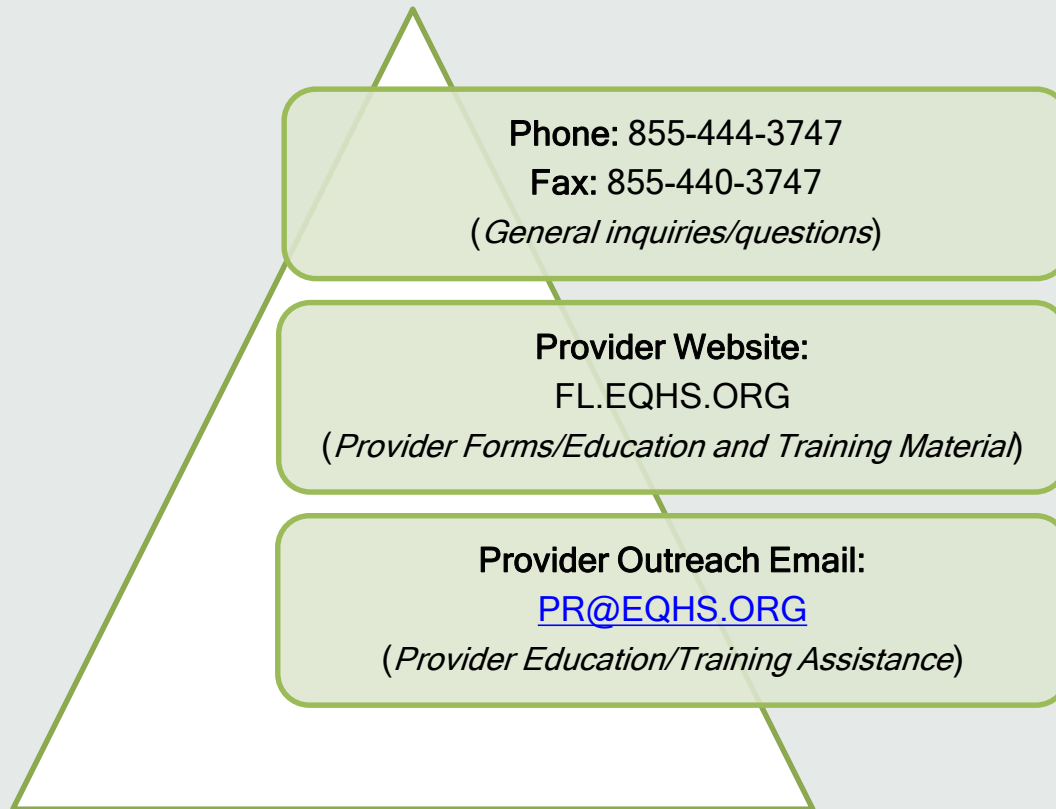 Phone: 855-444-3747
Fax: 855-440-3747
(General inquiries/questions)
Provider Website:
FL.EQHS.ORG
(Provider Forms/Education and Training Material)
Provider Outreach Email:
PR@EQHS.ORG
(Provider Education/Training Assistance)